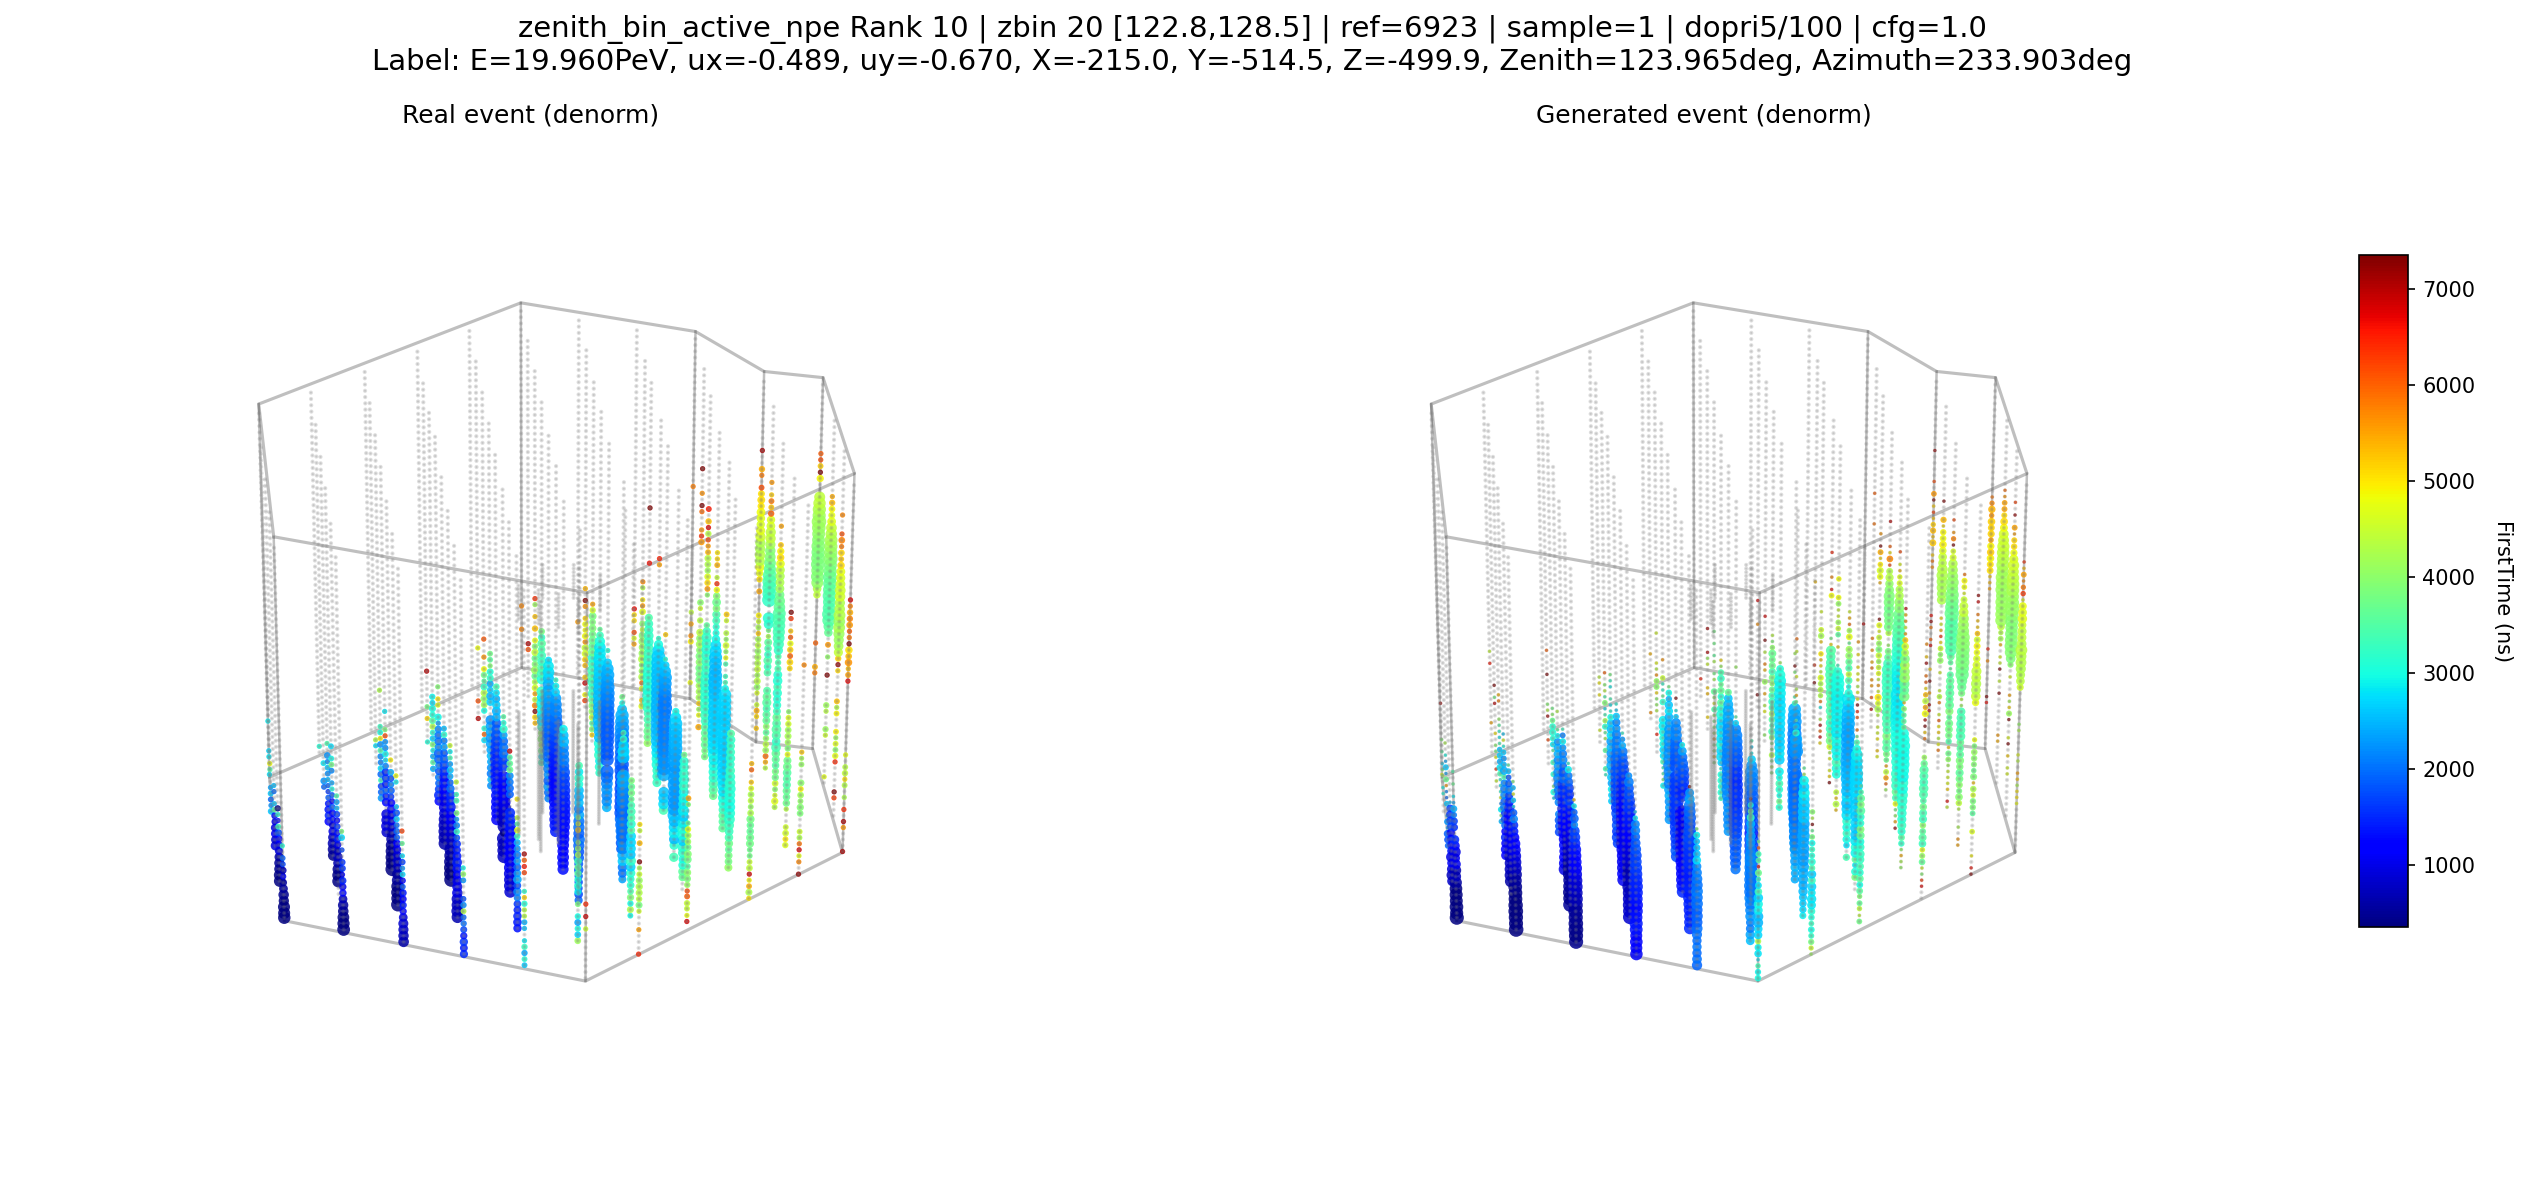 zenith_bin_active_npe Rank 10 | zbin 20 [122.8,128.5] | ref=6923 | sample=1 | dopri5/100 | cfg=1.0
Label: E=19.960PeV, ux=-0.489, uy=-0.670, X=-215.0, Y=-514.5, Z=-499.9, Zenith=123.965deg, Azimuth=233.903deg
Real event (denorm)
Generated event (denorm)
7000
6000
5000
4000
3000
2000
1000
FirstTime (ns)